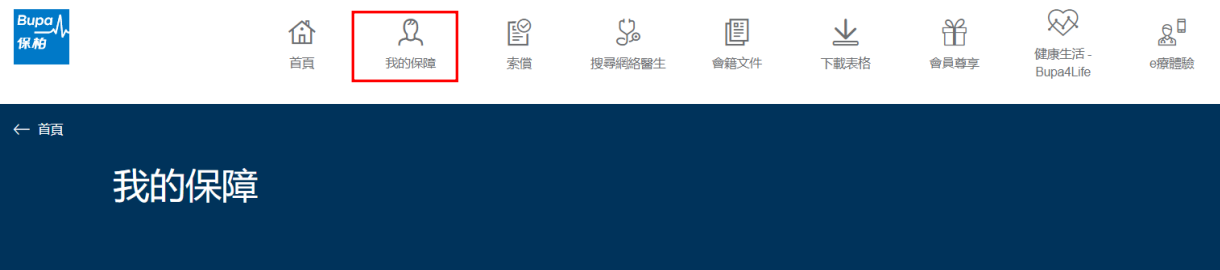 Bupa
保柏
首頁
我的保障
索償
搜尋網絡醫生
會籍文件
下載表格
會員尊享
健康生活 -
Bupa4Life
e療體驗
← 首頁
我的保障